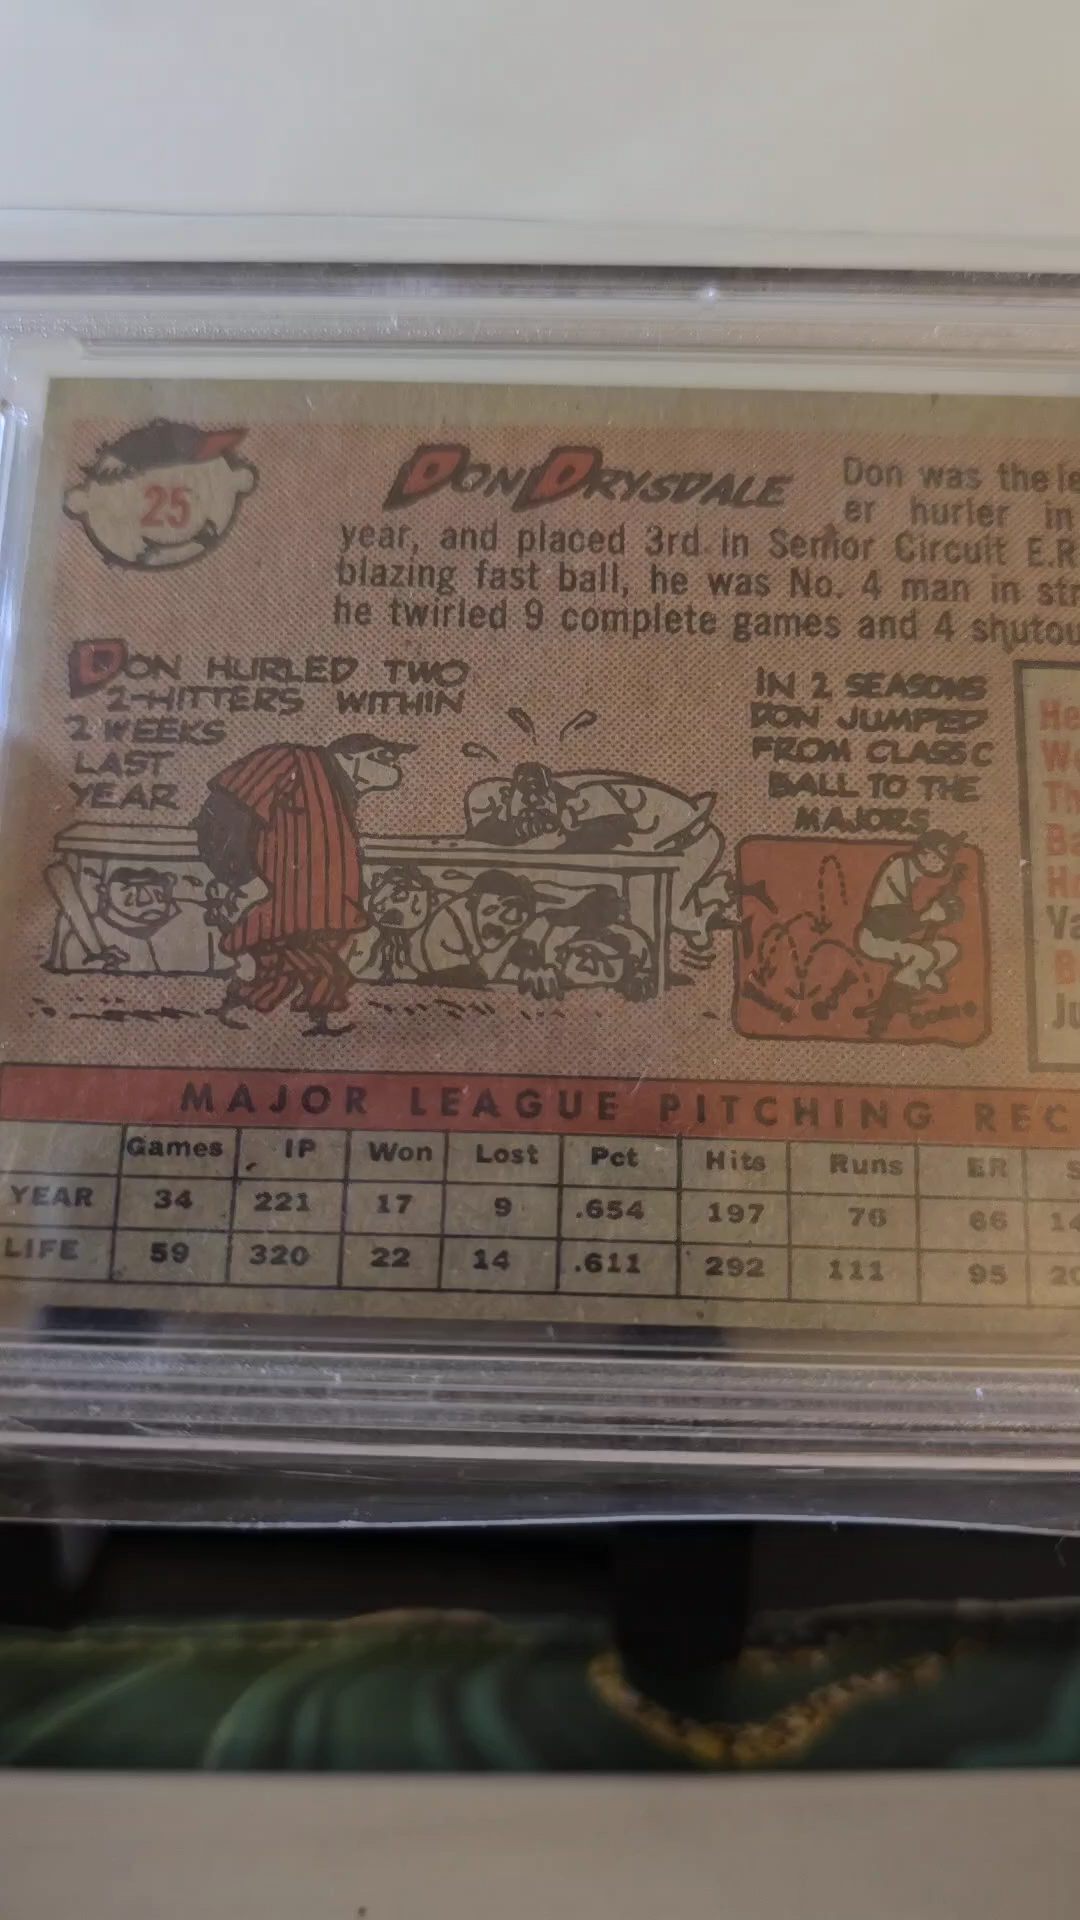 25
DON DRYSDALE
Don was the
er hurler in
year, and placed 3rd in Senior Circuit E.R
blazing fast ball, he was No. 4 man in
he twirled 9 complete games and 4
DON HURLED TWO
2-HITTERS WITHIN
2 WEEKS
LAST
YEAR
IN 2 SEASONS
DON JUMPED
FROM CLASS C
BALL TO THE
MAJORS
MAJOR LEAGUE PITCHING REC
Games IP Won Lost Pct Hits Runs ER
YEAR 34 221 17 9 .654 197 76 66 14
LIFE 59 320 22 14 .611 292 111 95 20